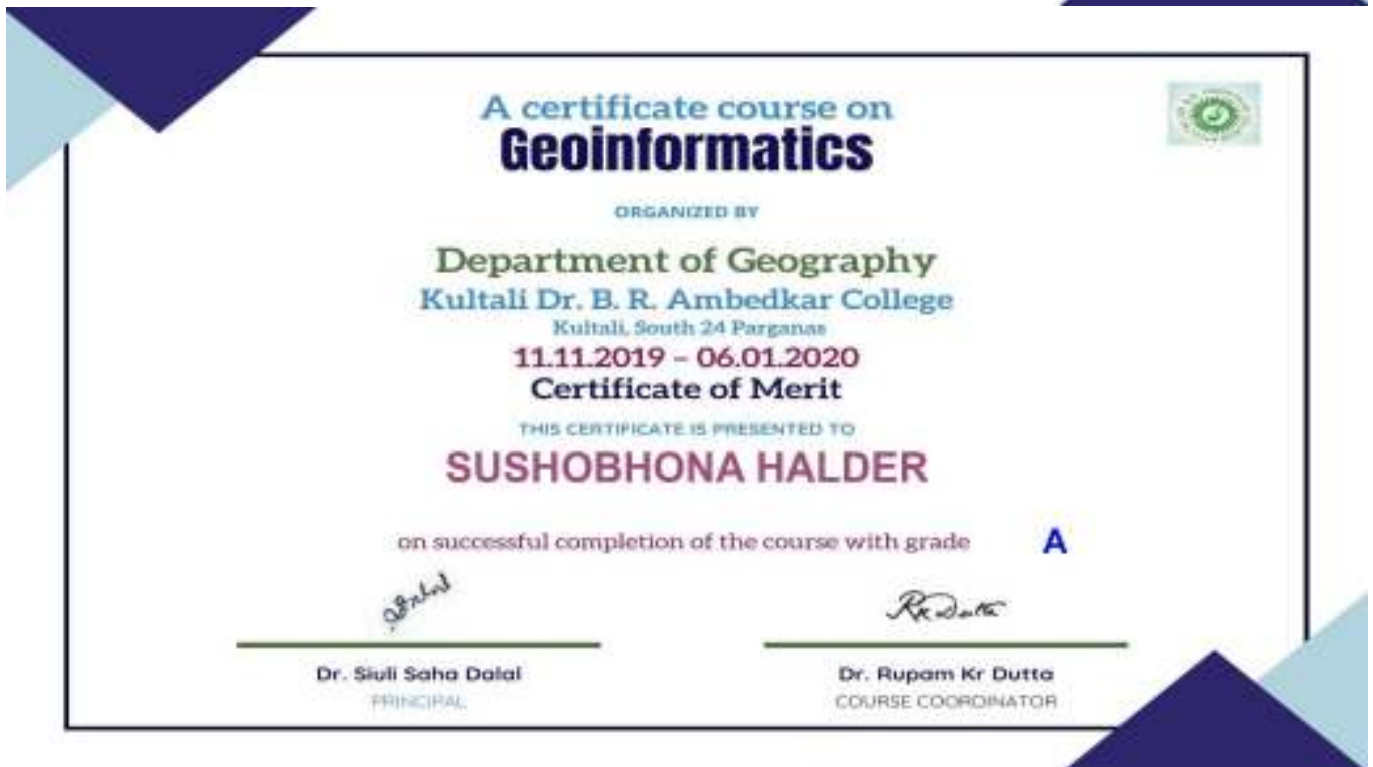 A certificate course on
Geoinformatics
ORGANIZED BY
Department of Geography
Kultali Dr. B. R. Ambedkar College
Kultali, South 24 Parganas
11.11.2019 – 06.01.2020
Certificate of Merit
THIS CERTIFICATE IS PRESENTED TO
SUSHOBHONA HALDER
on successful completion of the course with grade A
RK Dutta
Dr. Siuli Saha Dalal
PRINCIPAL
Dr. Rupam Kr Dutta
COURSE COORDINATOR